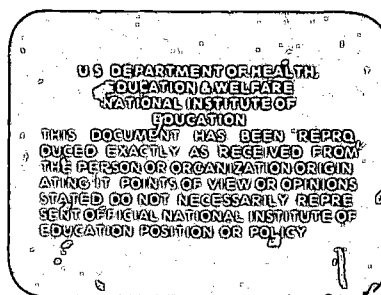 U S DEPARTMENT OF HEALTH,
EDUCATION & WELFARE
NATIONAL INSTITUTE OF
EDUCATION
THIS DOCUMENT HAS BEEN REPRO
DUCED EXACTLY AS RECEIVED FROM
THE PERSON OR ORGANIZATION ORIGIN
ATING IT POINTS OF VIEW OR OPINIONS
STATED DO NOT NECESSARILY REPRE
SENT OFFICIAL NATIONAL INSTITUTE OF
EDUCATION POSITION OR POLICY